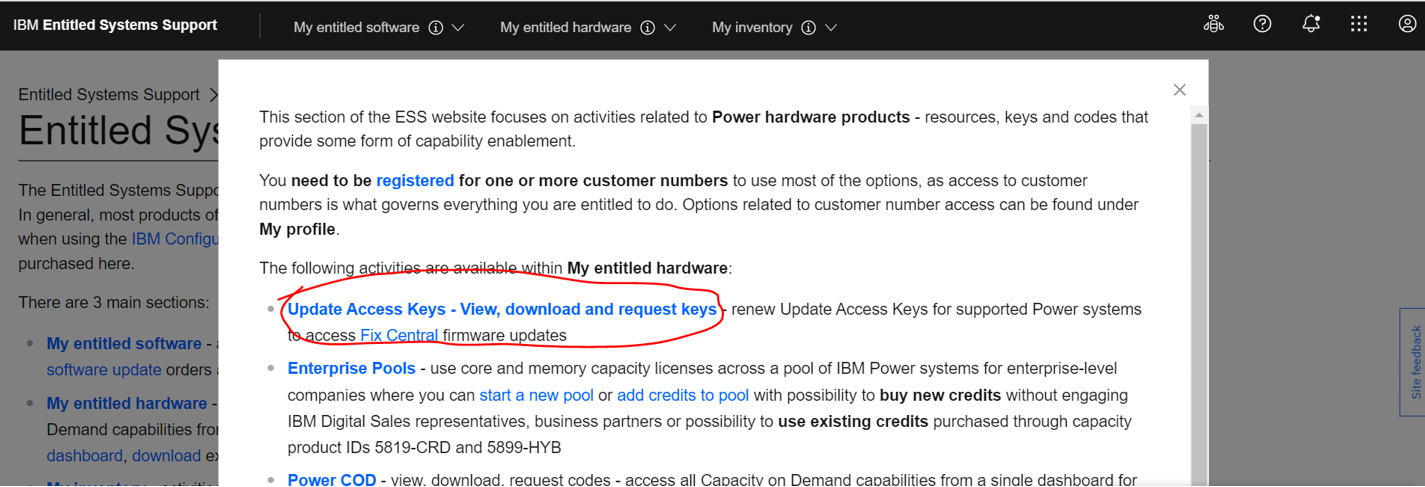 IBM Entitled Systems Support
My entitled software
My entitled hardware
My inventory
Entitled Systems Support
Entitled Sys
The Entitled Systems Suppo
In general, most products of
when using the IBM Configu
purchased here.
There are 3 main sections:
My entitled software -
software update orders
My entitled hardware -
Demand capabilities from
dashboard, download ex
This section of the ESS website focuses on activities related to Power hardware products - resources, keys and codes that
provide some form of capability enablement.
You need to be registered for one or more customer numbers to use most of the options, as access to customer
numbers is what governs everything you are entitled to do. Options related to customer number access can be found under
My profile.
The following activities are available within My entitled hardware:
Update Access Keys - View, download and request keys - renew Update Access Keys for supported Power systems
to access Fix Central firmware updates
Enterprise Pools - use core and memory capacity licenses across a pool of IBM Power systems for enterprise-level
companies where you can start a new pool or add credits to pool with possibility to buy new credits without engaging
IBM Digital Sales representatives, business partners or possibility to use existing credits purchased through capacity
product IDs 5819-CRD and 5899-HYB
Power COD - view, download, request codes - access all Capacity on Demand capabilities from a single dashboard for
Site feedback